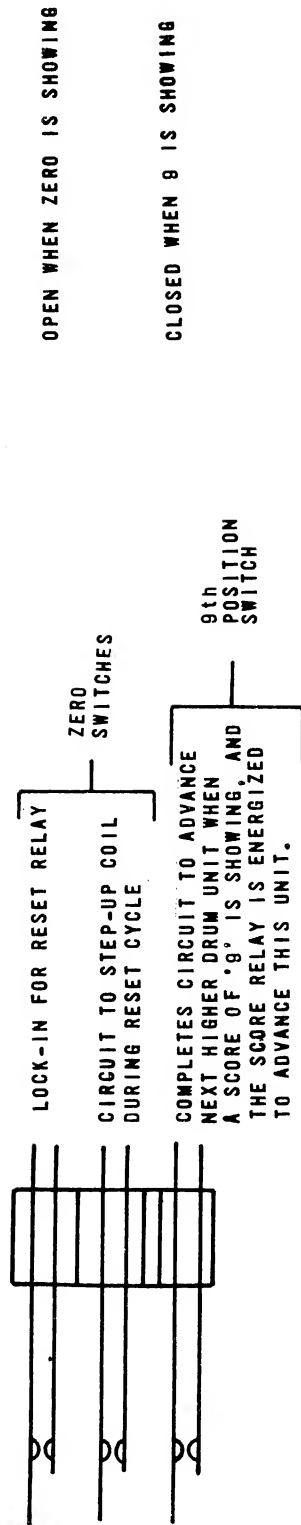 LOCK-IN FOR RESET RELAY
CIRCUIT TO STEP-UP COIL
DURING RESET CYCLE
ZERO
SWITCHES
OPEN WHEN ZERO IS SHOWING
COMPLETES CIRCUIT TO ADVANCE
NEXT HIGHER DRUM UNIT WHEN
A SCORE OF '9' IS SHOWING, AND
THE SCORE RELAY IS ENERGIZED
TO ADVANCE THIS UNIT.
9th
POSITION
SWITCH
CLOSED WHEN 9 IS SHOWING